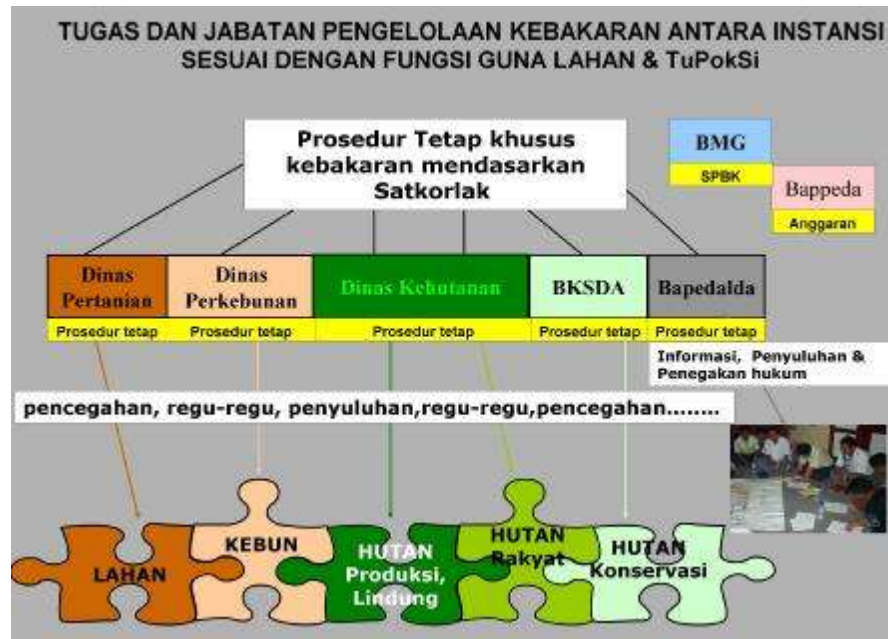 TUGAS DAN JABATAN PENGELOLAAN KEBAKARAN ANTARA INSTANSI
SESUAI DENGAN FUNGSI GUNA LAHAN & TuPokSi
Prosedur Tetap khusus
kebakaran mendasarkan
Satkorlak
BMG
SPBK
Bappeda
Anggaran
Dinas
Pertanian
Dinas
Perkebunan
Dinas Kehutanan
BKSDA
Bapedalda
Prosedur tetap
Prosedur tetap
Prosedur tetap
Prosedur tetap
Prosedur tetap
Informasi, Penyuluhan &
Penegakan hukum
pencegahan, regu-regu, penyuluhan,regu-regu,pencegahan........
LAHAN
KEBUN
HUTAN
Produksi,
Lindung
HUTAN
Rakyat
HUTAN
Konservasi